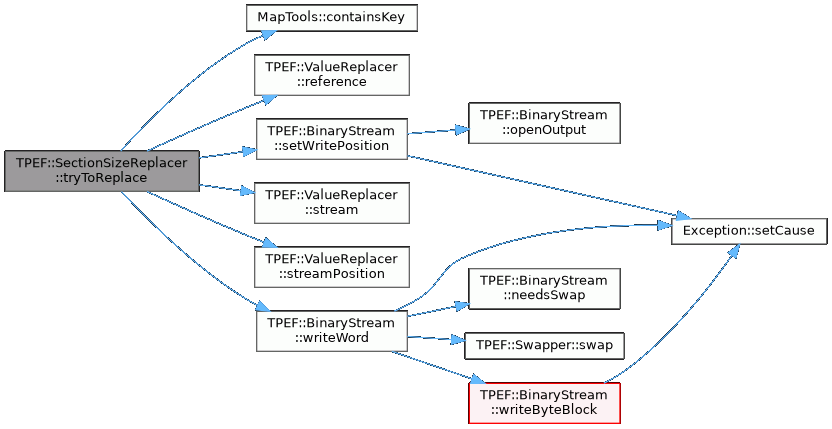 MapTools::containsKey
TPEF::ValueReplacer
::reference
TPEF::BinaryStream
::openOutput
TPEF::BinaryStream
::setWritePosition
TPEF::SectionSizeReplacer
::tryToReplace
TPEF::ValueReplacer
::stream
Exception::setCause
TPEF::ValueReplacer
::streamPosition
TPEF::BinaryStream
::needsSwap
TPEF::BinaryStream
::writeWord
TPEF::Swapper::swap
TPEF::BinaryStream
::writeByteBlock